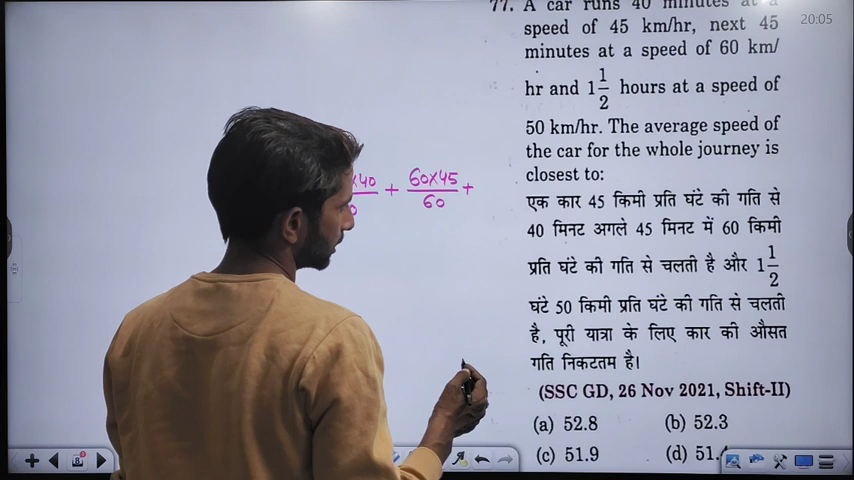 77. A car runs 40 minutes at a
speed of 45 km/hr, next 45
minutes at a speed of 60 km/
hr and 1 1/2 hours at a speed of
50 km/hr. The average speed of
the car for the whole journey is
closest to:
एक कार 45 किमी प्रति घंटे की गति से
40 मिनट अगले 45 मिनट में 60 किमी
प्रति घंटे की गति से चलती है और 1 1/2
घंटे 50 किमी प्रति घंटे की गति से चलती
है, पूरी यात्रा के लिए कार की औसत
गति निकटतम है।
(SSC GD, 26 Nov 2021, Shift-II)
(a) 52.8 (b) 52.3
(c) 51.9 (d) 51.
20:05
×40 + 60×45/60 +
8